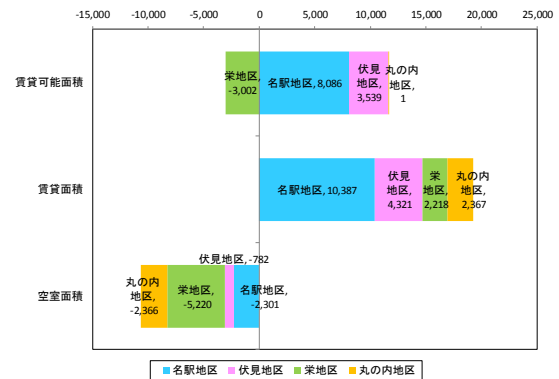 -15,000 -10,000 -5,000 0 5,000 10,000 15,000 20,000 25,000
賃貸可能面積
栄地区,
-3,002
名駅地区, 8,086
伏見
地区,
3,539
丸の内
地区,
1
賃貸面積
名駅地区, 10,387
伏見
地区,
4,321
栄
地区,
2,218
丸の内
地区,
2,367
空室面積
丸の内
地区,
-2,366
栄地区,
-5,220
伏見地区, -782
名駅地区,
-2,301
名駅地区 伏見地区 栄地区 丸の内地区